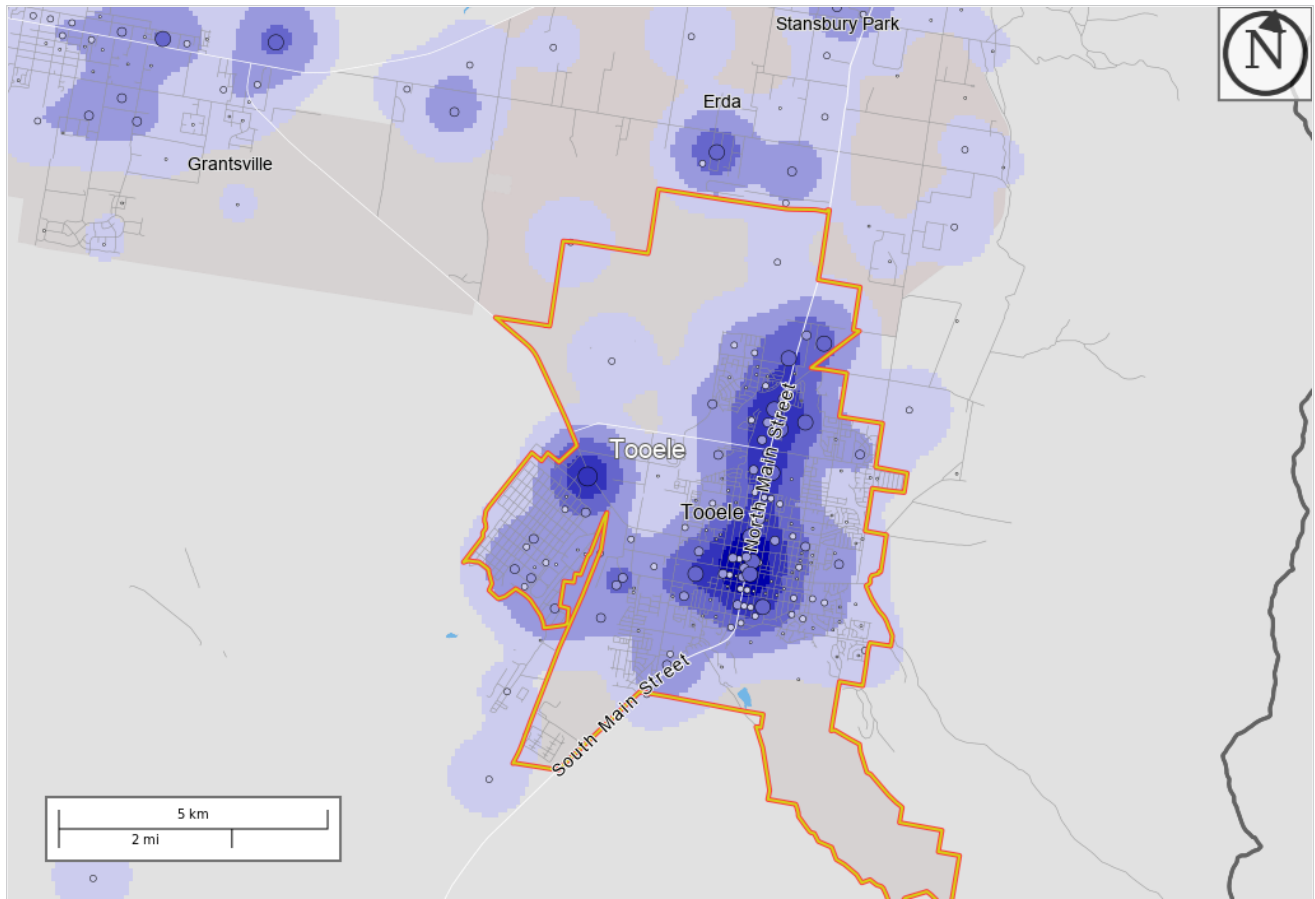 Stansbury Park
N
Erda
Grantsville
North Main Street
Tooele
Tooele
South Main Street
5 km
2 mi